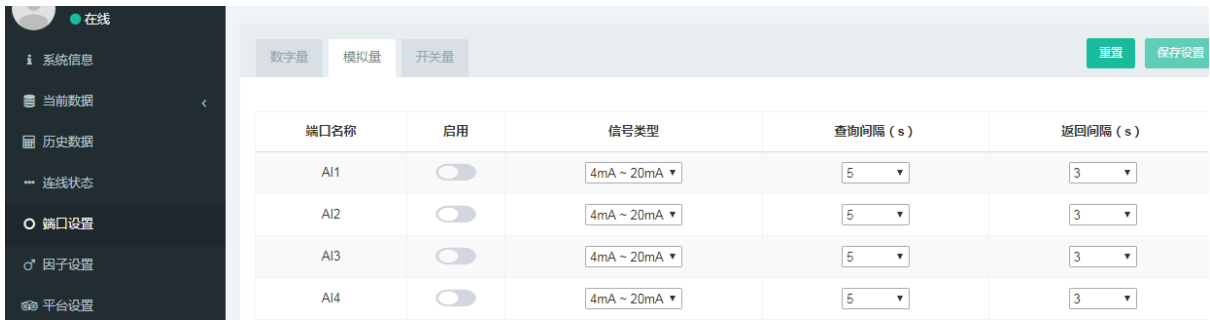 在线
系统信息
当前数据
历史数据
连线状态
端口设置
因子设置
平台设置
数字量 模拟量 开关量 重置 保存设置
端口名称 启用 信号类型 查询间隔（s） 返回间隔（s）
AI1 4mA ~ 20mA 5 3
AI2 4mA ~ 20mA 5 3
AI3 4mA ~ 20mA 5 3
AI4 4mA ~ 20mA 5 3